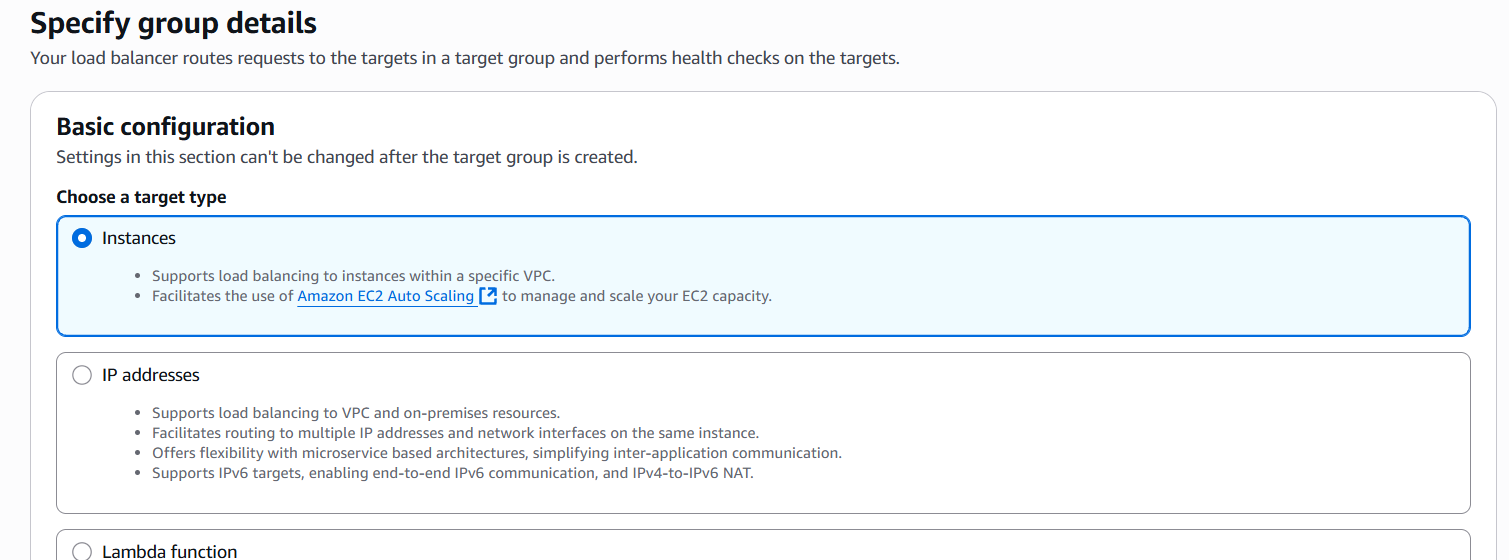 Specify group details
Your load balancer routes requests to the targets in a target group and performs health checks on the targets.
Basic configuration
Settings in this section can't be changed after the target group is created.
Choose a target type
Instances
• Supports load balancing to instances within a specific VPC.
• Facilitates the use of Amazon EC2 Auto Scaling to manage and scale your EC2 capacity.
IP addresses
• Supports load balancing to VPC and on-premises resources.
• Facilitates routing to multiple IP addresses and network interfaces on the same instance.
• Offers flexibility with microservice based architectures, simplifying inter-application communication.
• Supports IPv6 targets, enabling end-to-end IPv6 communication, and IPv4-to-IPv6 NAT.
Lambda function